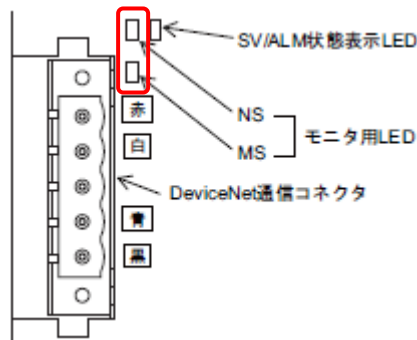 SV/ALM状態表示LED
赤
NS
モニタ用LED
白
MS
DeviceNet通信コネクタ
青
黒